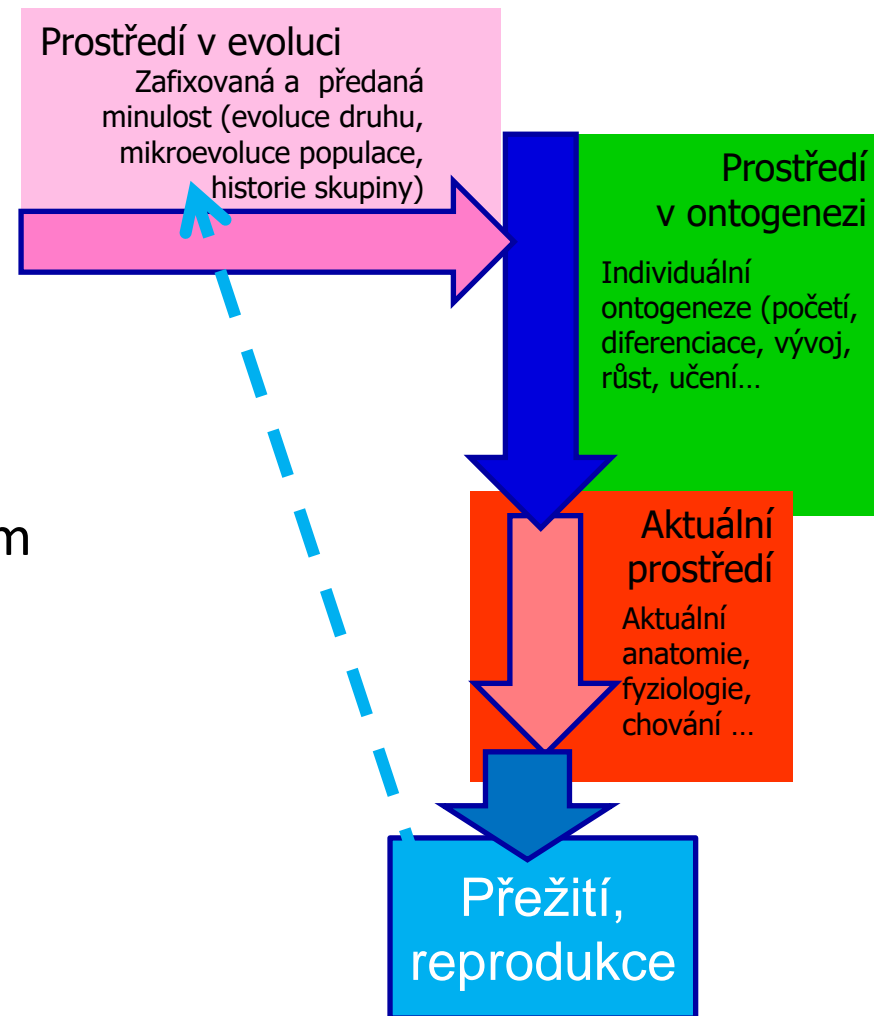 Prostředí v evoluci
Zafixovaná a předaná
minulost (evoluce druhu,
mikroevoluce populace,
historie skupiny)
Prostředí
v ontogenezi
Individuální
ontogeneze (početí,
diferenciace, vývoj,
růst, učení…
m
Aktuální
prostředí
Aktuální
anatomie,
fyziologie,
chování …
Přežití,
reprodukce